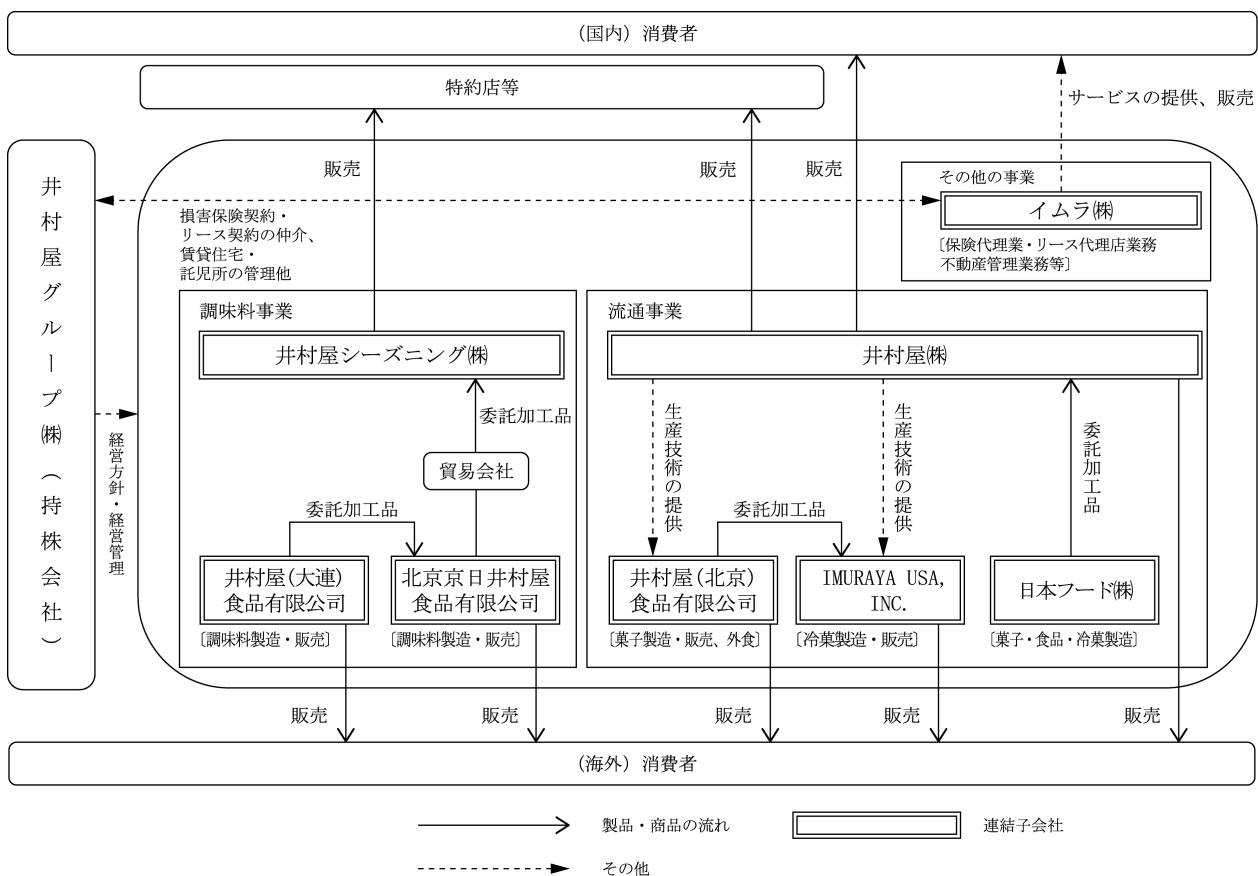 （国内）消費者
特約店等
サービスの提供、販売
販売
販売
販売
井村屋グループ㈱（持株会社）
経営方針・経営管理
損害保険契約・
リース契約の仲介、
賃貸住宅・
託児所の管理他
その他の事業
イムラ㈱
〔保険代理業・リース代理店業務
不動産管理業務等〕
調味料事業
井村屋シーズニング㈱
委託加工品
貿易会社
委託加工品
井村屋（大連）
食品有限公司
〔調味料製造・販売〕
北京京日井村屋
食品有限公司
〔調味料製造・販売〕
流通事業
井村屋㈱
生産技術の提供
生産技術の提供
委託加工品
委託加工品
井村屋（北京）
食品有限公司
〔菓子製造・販売、外食〕
IMURAYA USA,
INC.
〔冷菓製造・販売〕
日本フード㈱
〔菓子・食品・冷菓製造〕
販売
販売
販売
販売
販売
（海外）消費者
製品・商品の流れ
連結子会社
その他